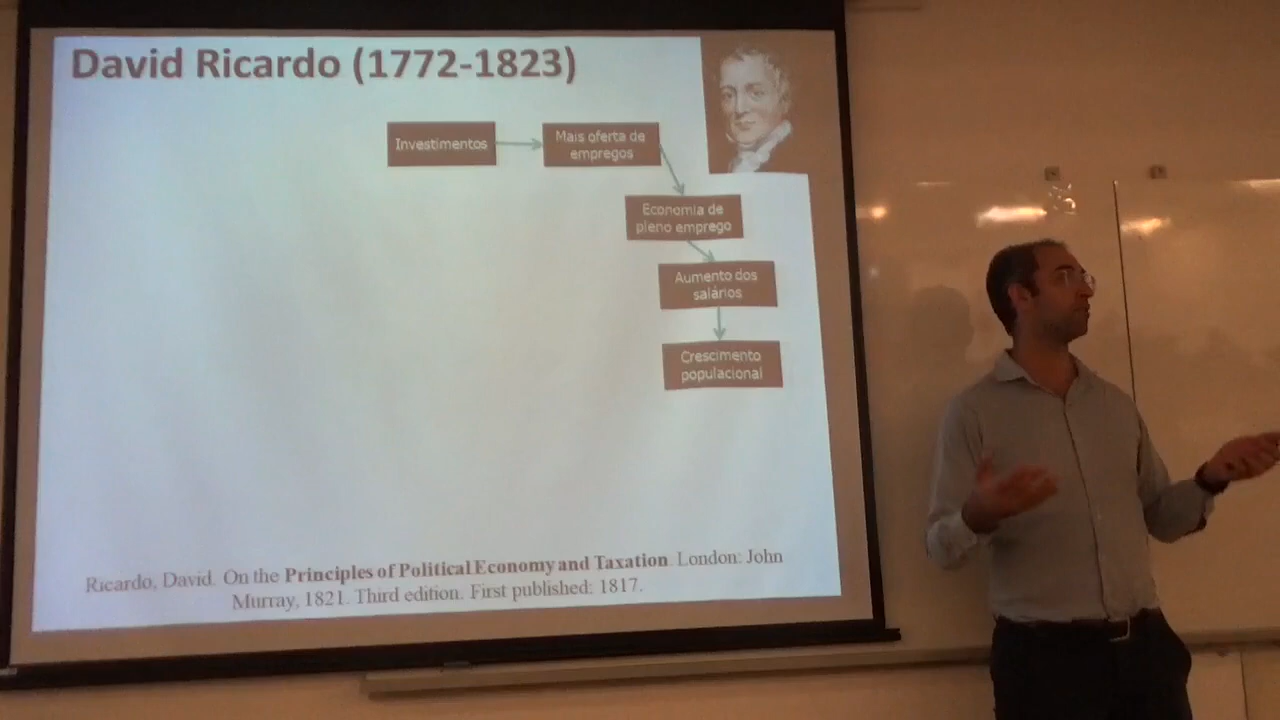 David Ricardo (1772-1823)
Investimentos
Mais oferta de
empregos
Economia de
pleno emprego
Aumento dos
salários
Crescimento
populacional
Ricardo, David. On the Principles of Political Economy and Taxation. London: John
Murray, 1821. Third edition. First published: 1817.